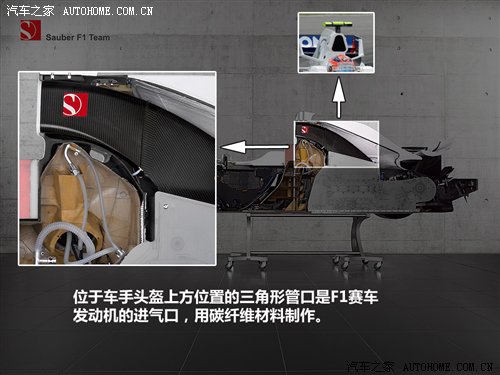 汽车之家 AUTOHOME.COM.CN
Sauber F1 Team
位于车手头盔上方位置的三角形管口是F1赛车
发动机的进气口，用碳纤维材料制作。
汽车之家 AUTOHOME.COM.CN